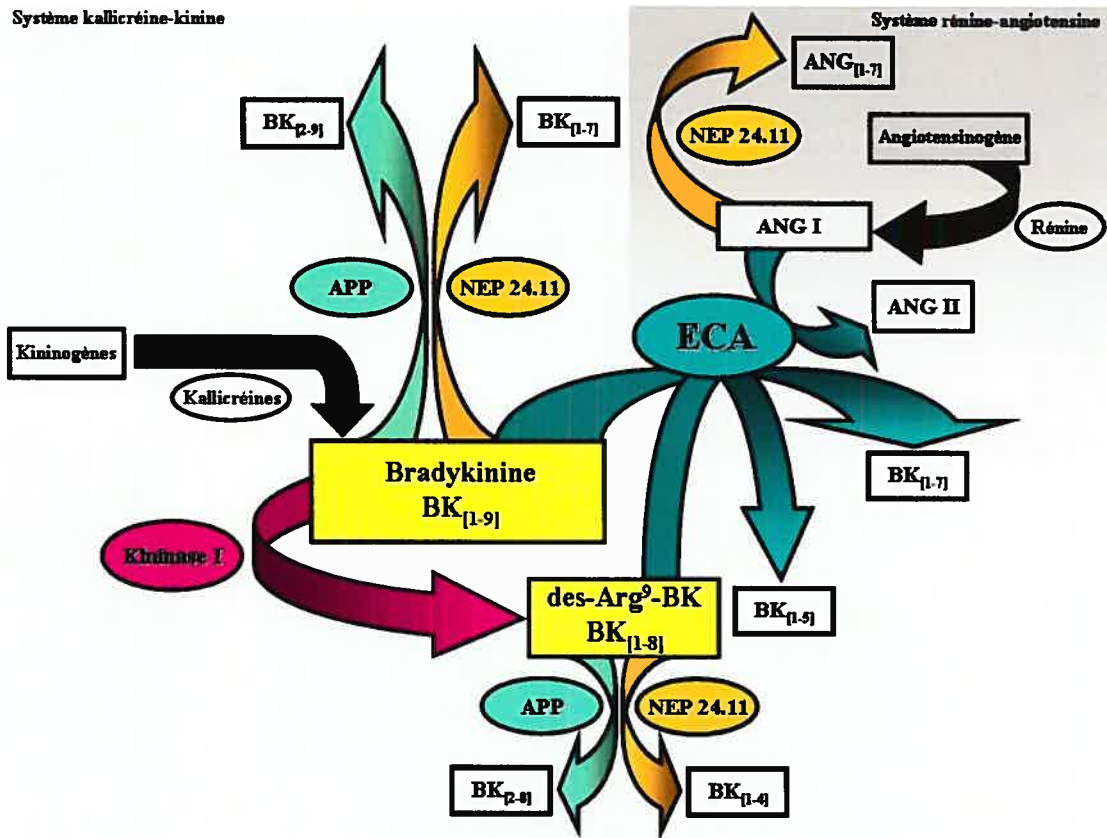 Système kallicréine-kinine
Système rénine-angiotensine
ANG[1-7]
BK[2-9]
BK[1-7]
NEP 24.11
Angiotensinogène
ANG I
Rénine
APP
NEP 24.11
ANG II
ECA
Kininogènes
Kallicréines
Bradykinine
BK[1-9]
BK[1-7]
Kininase I
des-Arg⁹-BK
BK[1-8]
BK[1-5]
APP
NEP 24.11
BK[2-8]
BK[1-4]